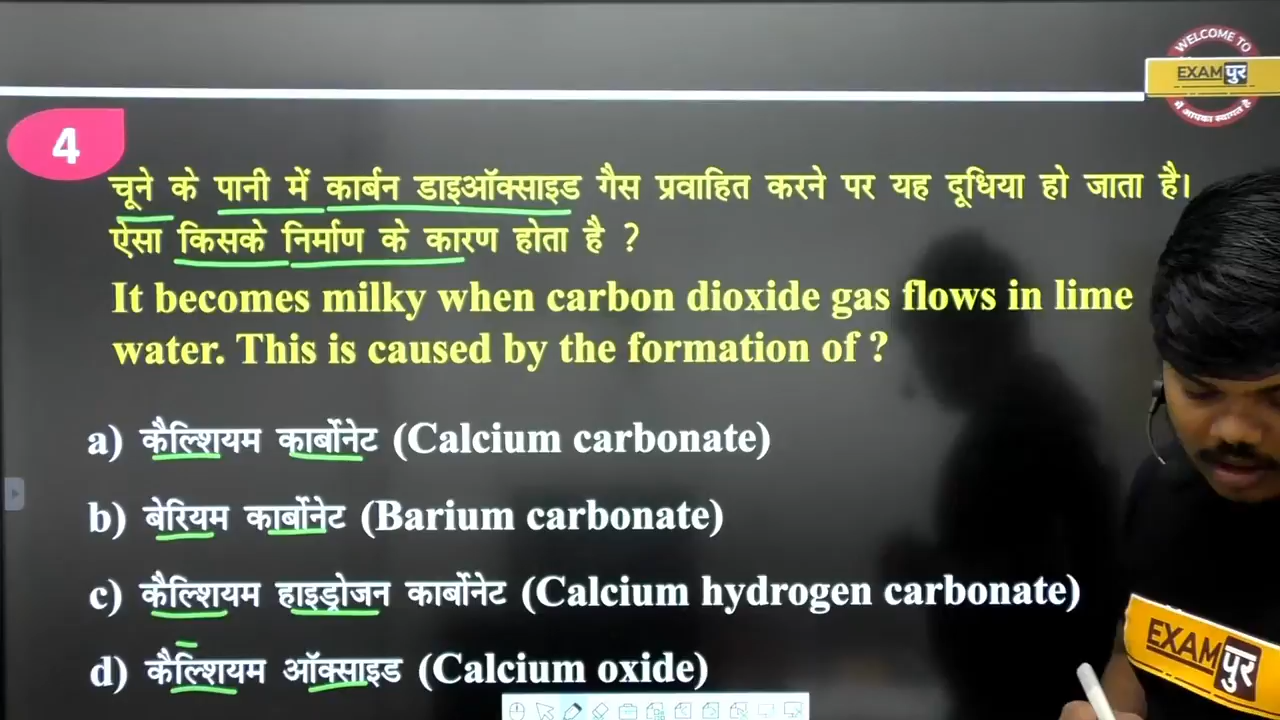 WELCOME TO
EXAMपुर
में आपका स्वागत है
4
चूने के पानी में कार्बन डाइऑक्साइड गैस प्रवाहित करने पर यह दूधिया हो जाता है।
ऐसा किसके निर्माण के कारण होता है ?
It becomes milky when carbon dioxide gas flows in lime
water. This is caused by the formation of ?
a) कैल्शियम कार्बोनेट (Calcium carbonate)
b) बेरियम कार्बोनेट (Barium carbonate)
c) कैल्शियम हाइड्रोजन कार्बोनेट (Calcium hydrogen carbonate)
d) कैल्शियम ऑक्साइड (Calcium oxide)
EXAMपुर